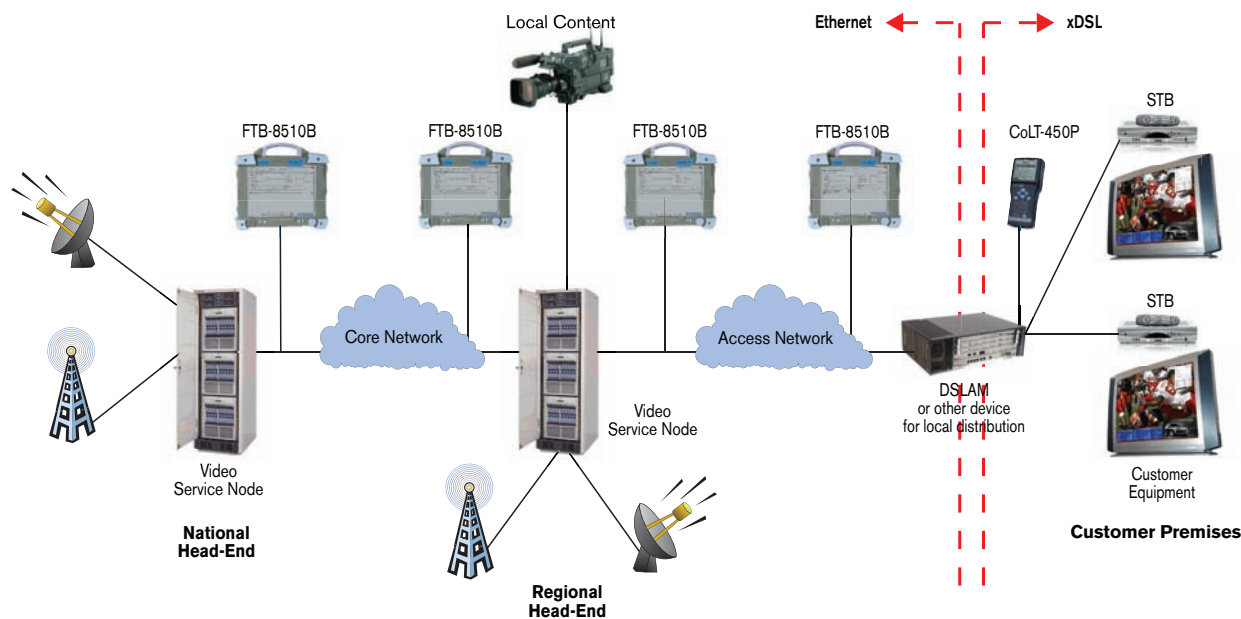 Local Content
Ethernet
xDSL
FTB-8510B
FTB-8510B
FTB-8510B
FTB-8510B
CoLT-450P
STB
Core Network
Access Network
STB
DSLAM
or other device
for local distribution
Video
Service Node
Video
Service Node
Customer
Equipment
National
Head-End
Customer Premises
Regional
Head-End